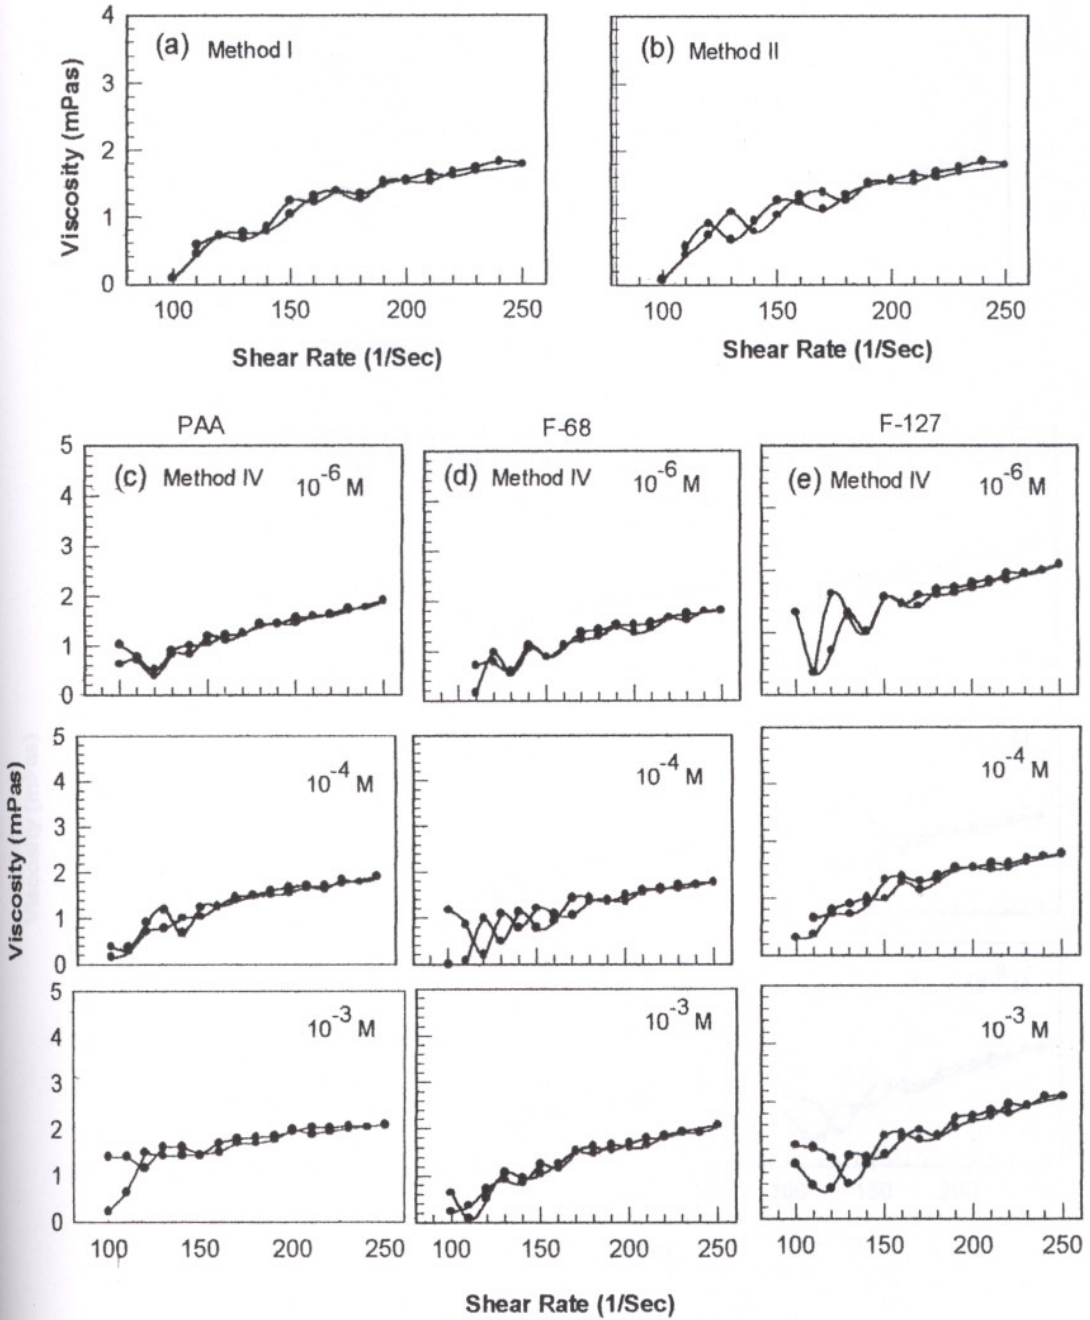 4
3
2
1
0
Viscosity (mPas)
(a) Method I
100 150 200 250
Shear Rate (1/Sec)
(b) Method II
100 150 200 250
Shear Rate (1/Sec)
PAA
F-68
F-127
5
4
3
2
1
0
(c) Method IV 10⁻⁶ M
(d) Method IV 10⁻⁶ M
(e) Method IV 10⁻⁶ M
Viscosity (mPas)
5
4
3
2
1
0
10⁻⁴ M
10⁻⁴ M
10⁻⁴ M
5
4
3
2
1
0
10⁻³ M
10⁻³ M
10⁻³ M
100 150 200 250
100 150 200 250
100 150 200 250
Shear Rate (1/Sec)